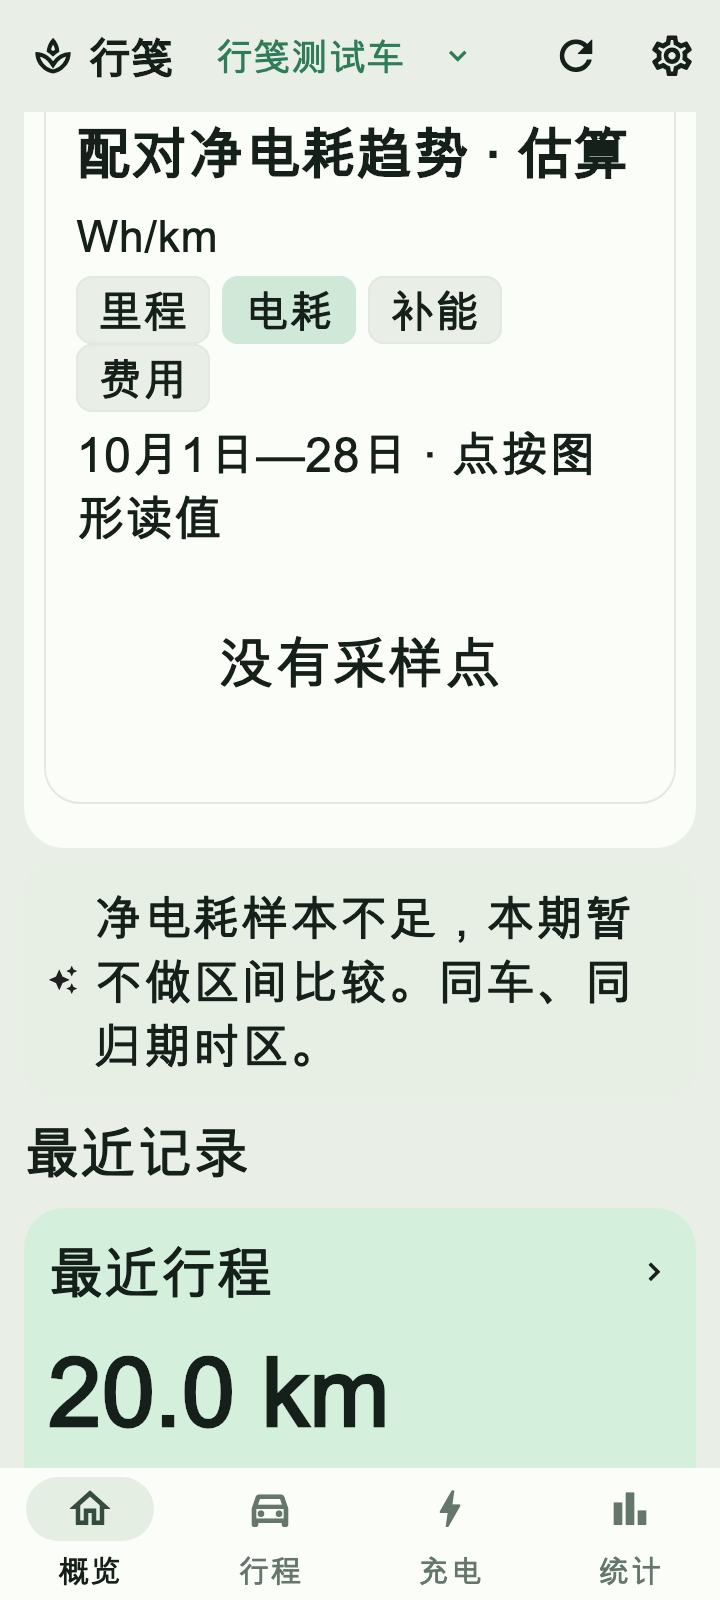 行笺 行笺测试车
配对净电耗趋势 · 估算
Wh/km
里程 电耗 补能
费用
10月1日—28日 · 点按图
形读值
没有采样点
净电耗样本不足，本期暂
不做区间比较。同车、同
归期时区。
最近记录
最近行程
20.0 km
概览 行程 充电 统计